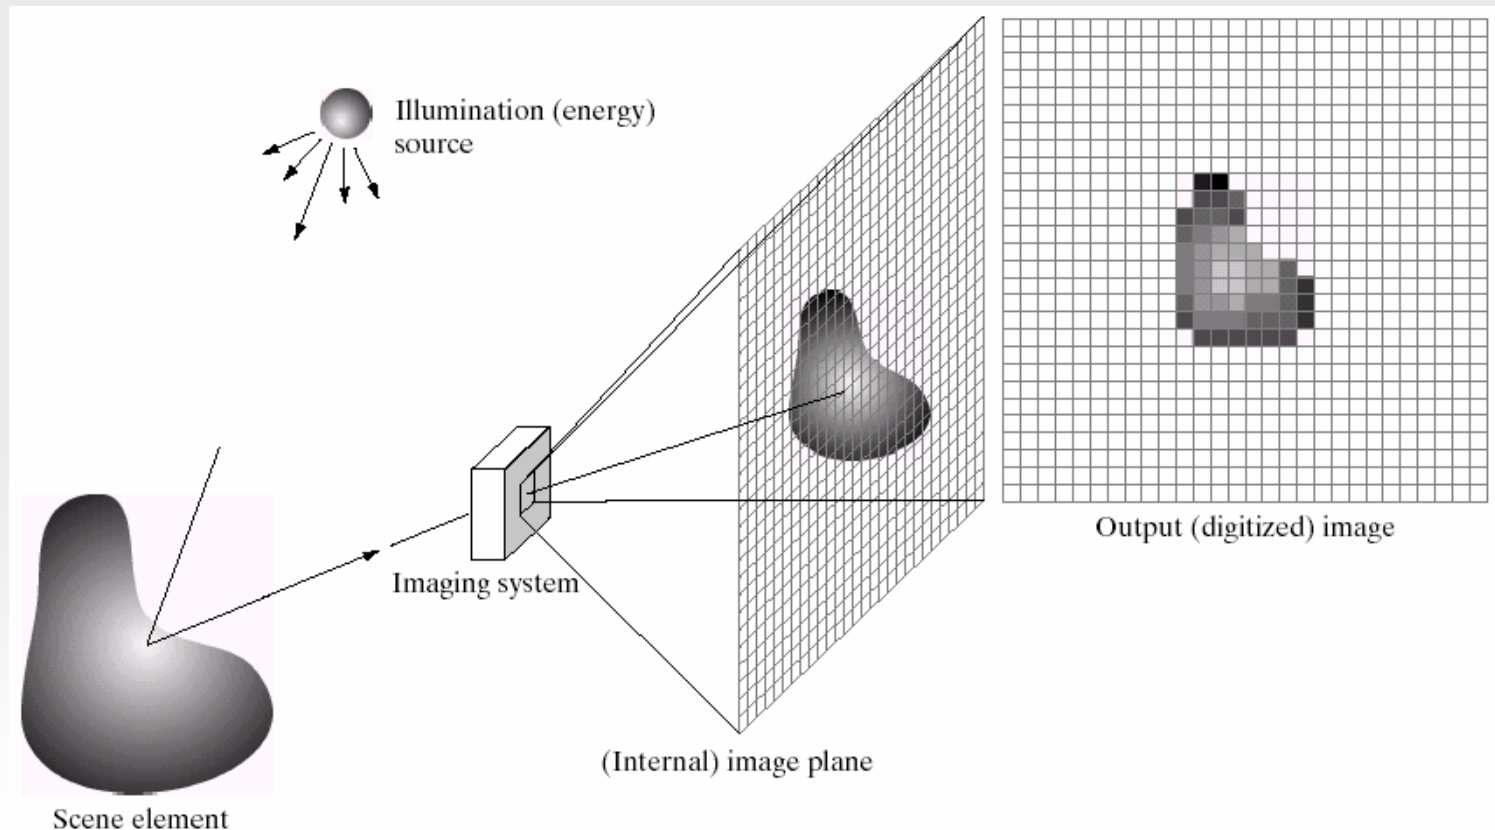 Illumination (energy)
source
Output (digitized) image
Imaging system
(Internal) image plane
Scene element